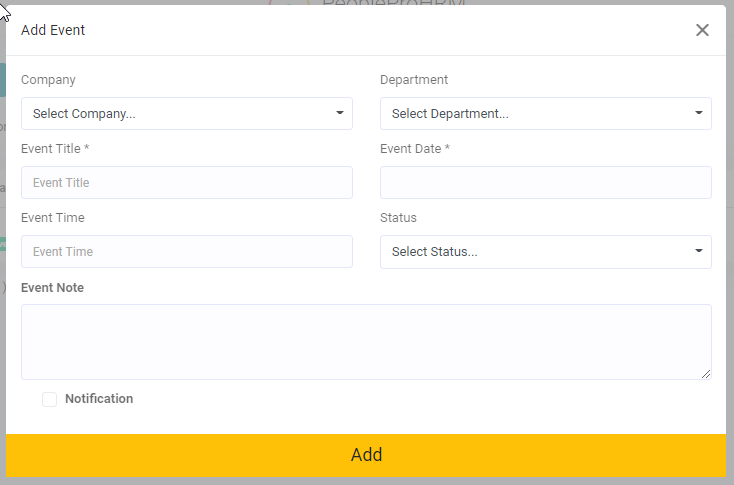 PeopleProHRM
Add Event
Company
Department
Select Company...
Select Department...
Event Title *
Event Date *
Event Title
Event Time
Status
Event Time
Select Status...
Event Note
Notification
Add